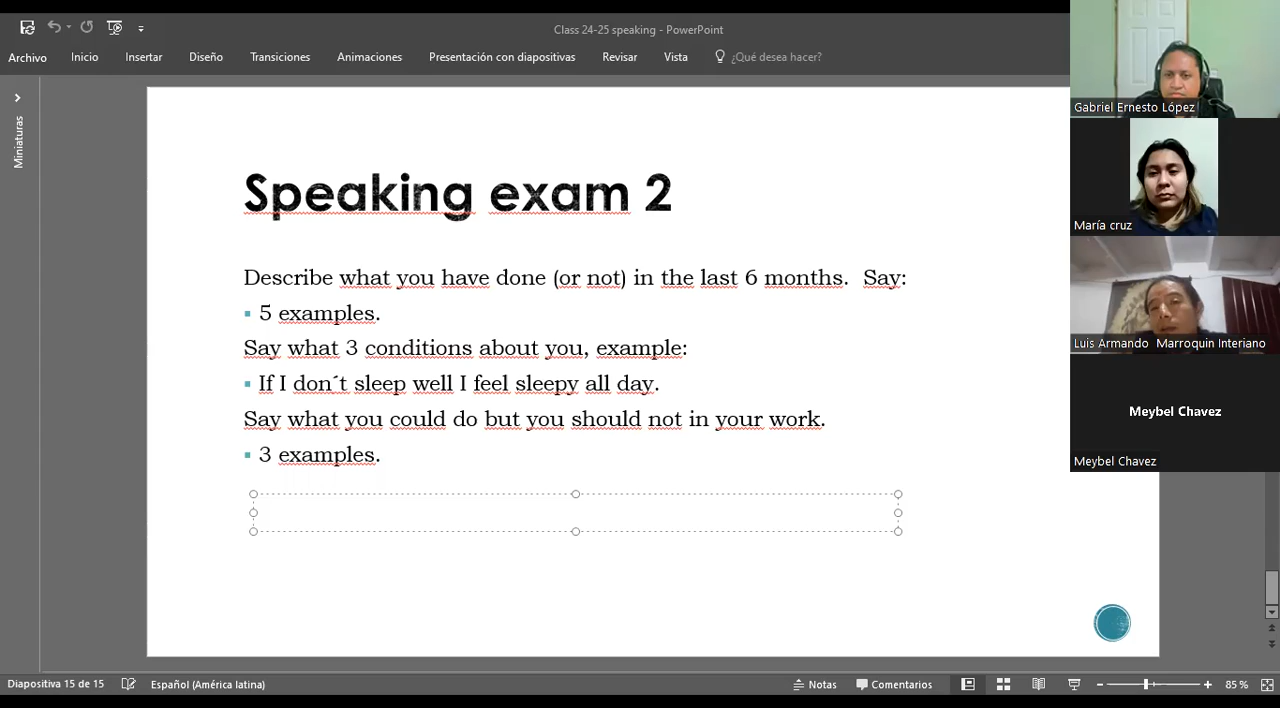 Class 24-25 speaking - PowerPoint
Archivo Inicio Insertar Diseño Transiciones Animaciones Presentación con diapositivas Revisar Vista ¿Qué desea hacer?
Miniaturas
Speaking exam 2
Describe what you have done (or not) in the last 6 months. Say:
5 examples.
Say what 3 conditions about you, example:
If I don´t sleep well I feel sleepy all day.
Say what you could do but you should not in your work.
3 examples.
Gabriel Ernesto López
María cruz
Luis Armando Marroquin Interiano
Meybel Chavez
Meybel Chavez
Diapositiva 15 de 15 Español (América latina) Notas Comentarios 85 %